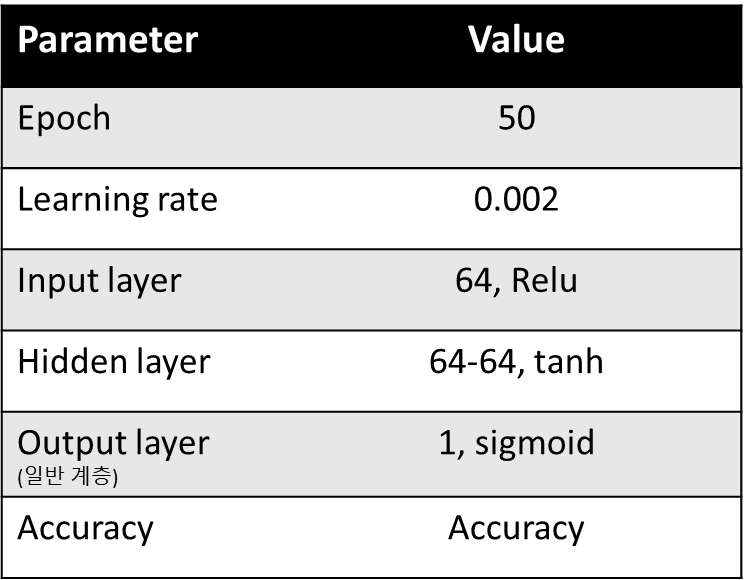 Parameter Value
Epoch 50
Learning rate 0.002
Input layer 64, Relu
Hidden layer 64-64, tanh
Output layer 1, sigmoid
(일반 계층)
Accuracy Accuracy